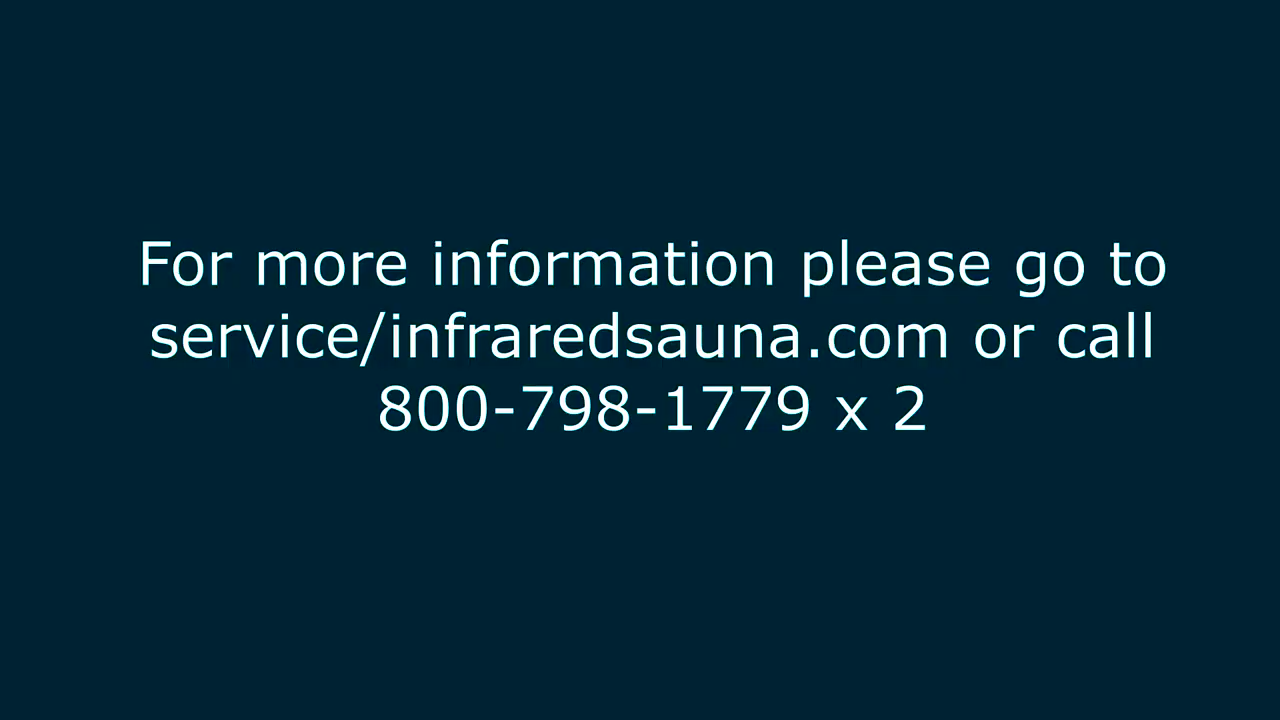 For more information please go to
service/infraredsauna.com or call
800-798-1779 x 2